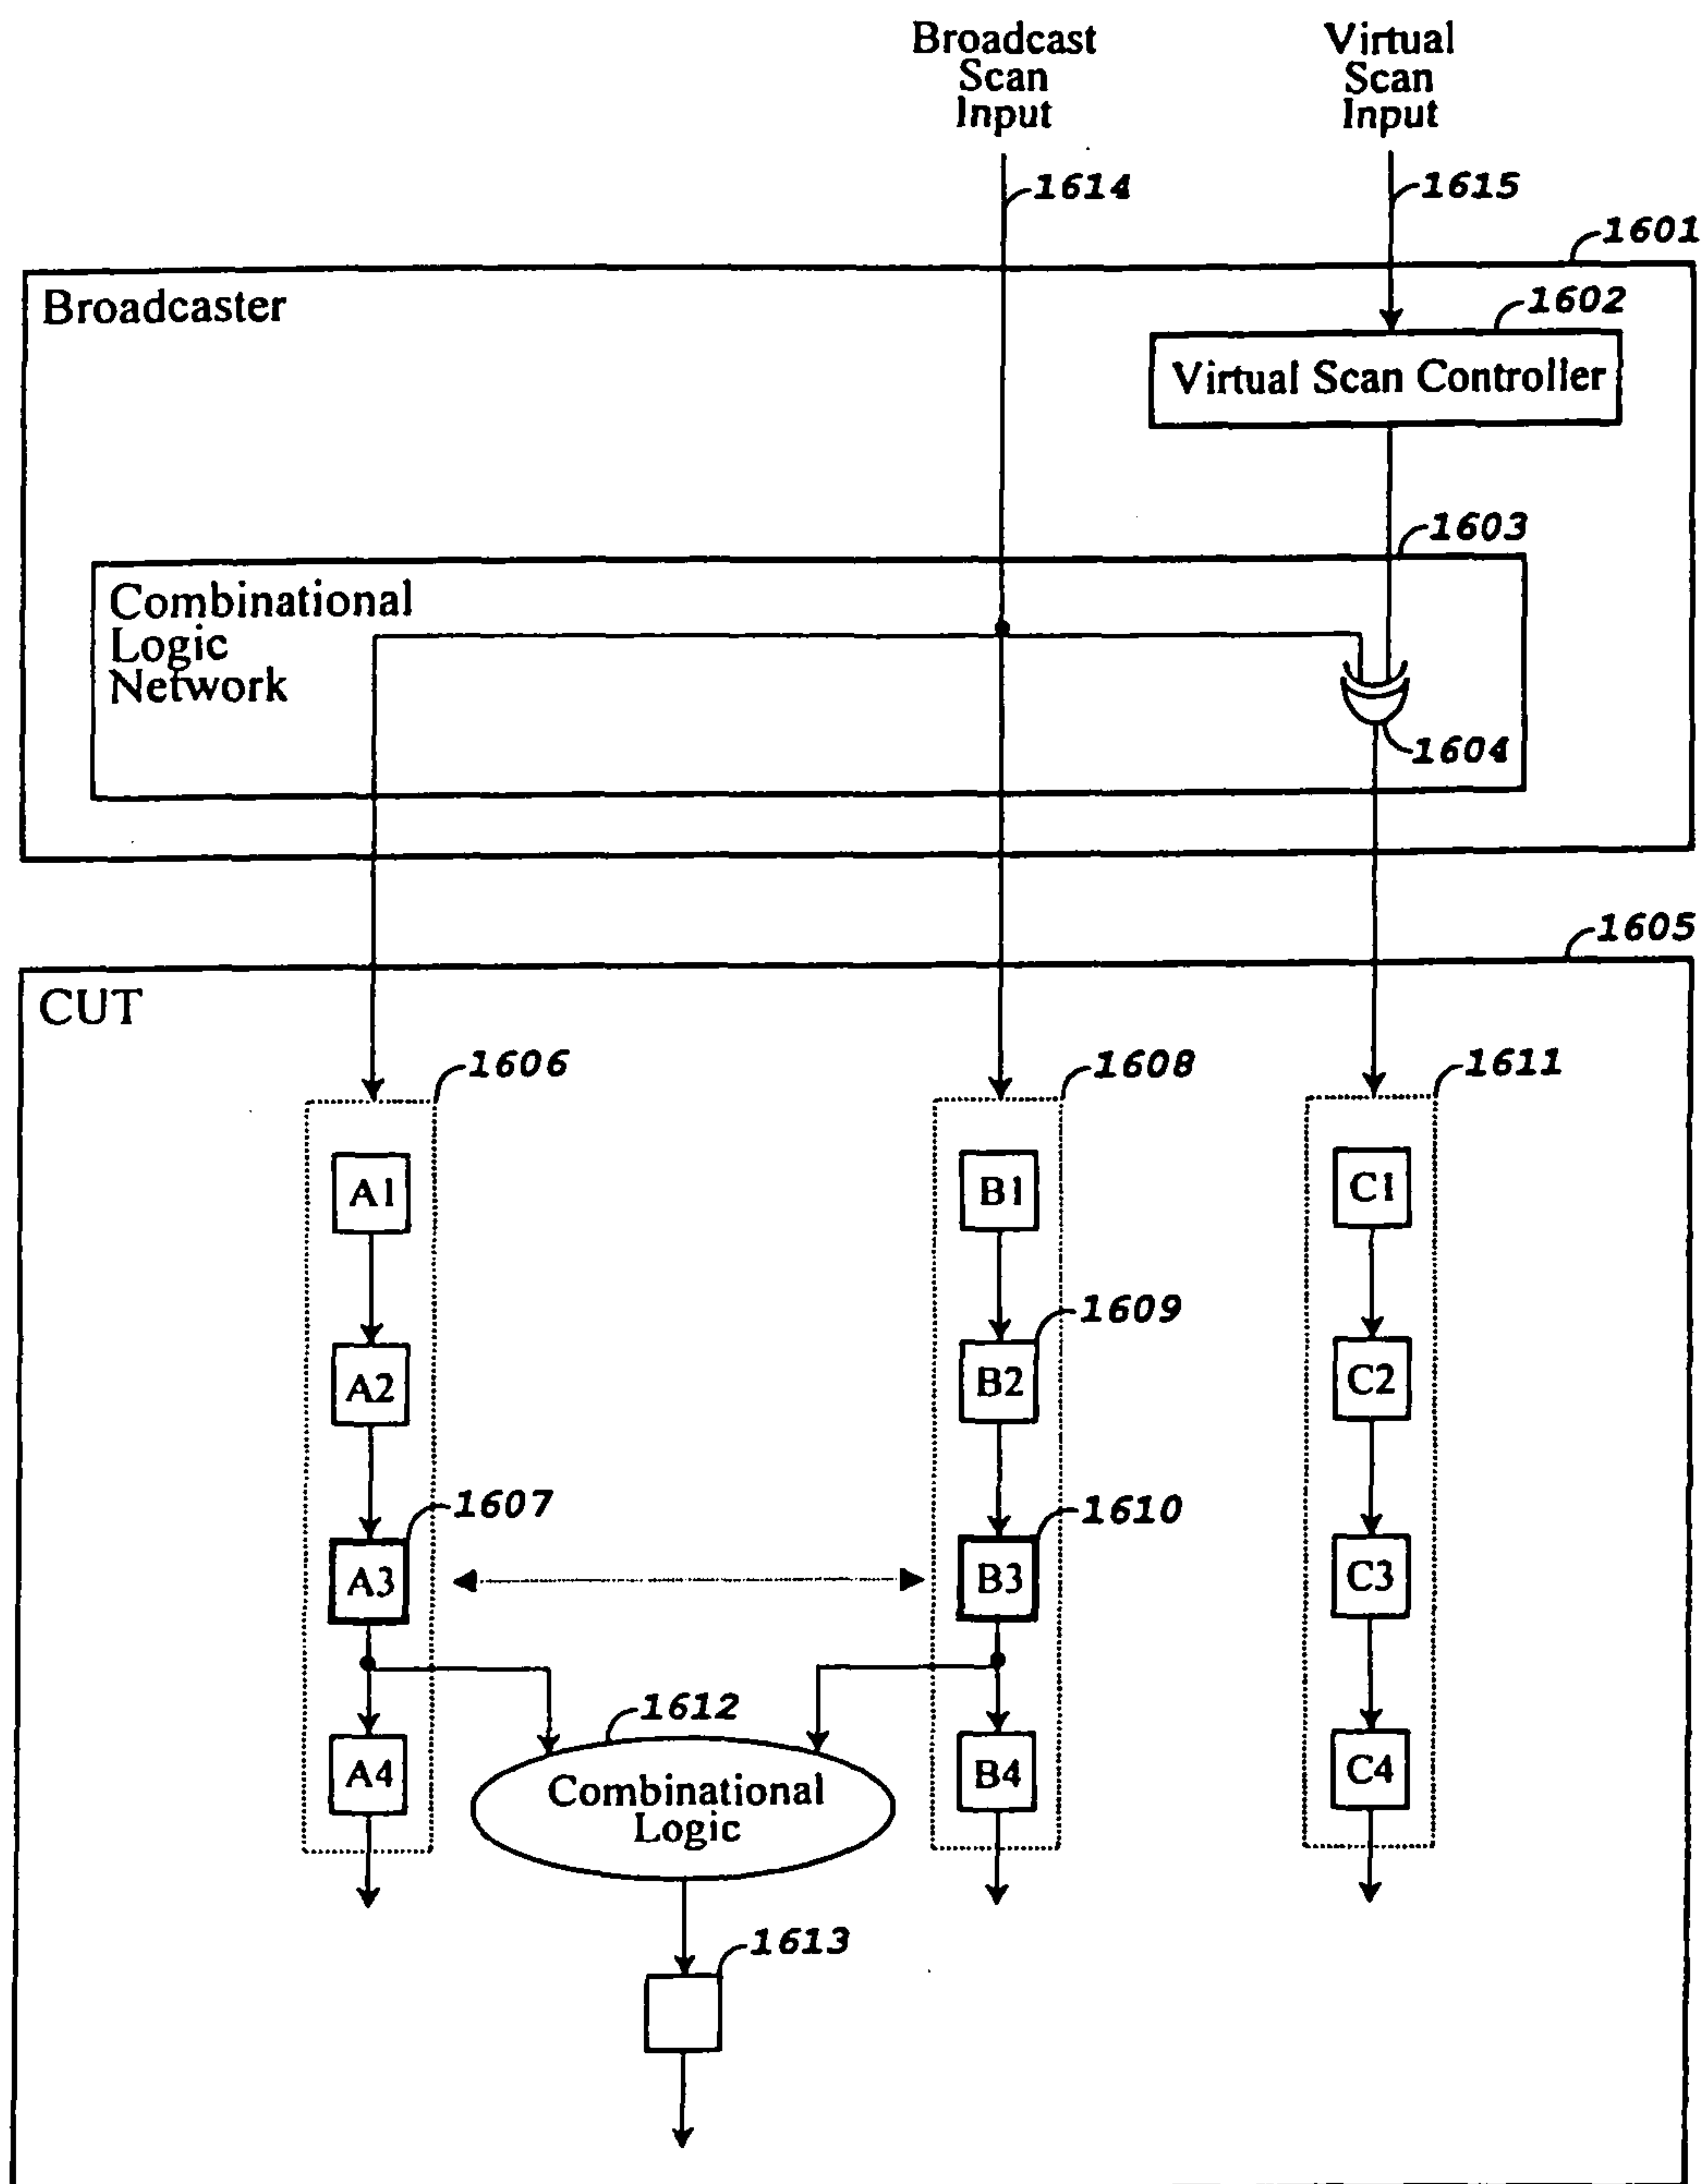 Broadcast
Scan
Input
Virtual
Scan
Input
1614
1615
1601
Broadcaster
1602
Virtual Scan Controller
1603
Combinational
Logic
Network
1604
1605
CUT
1606
1608
1611
A1
B1
C1
1609
A2
B2
C2
1607
1610
A3
B3
C3
1612
A4
Combinational
Logic
B4
C4
1613